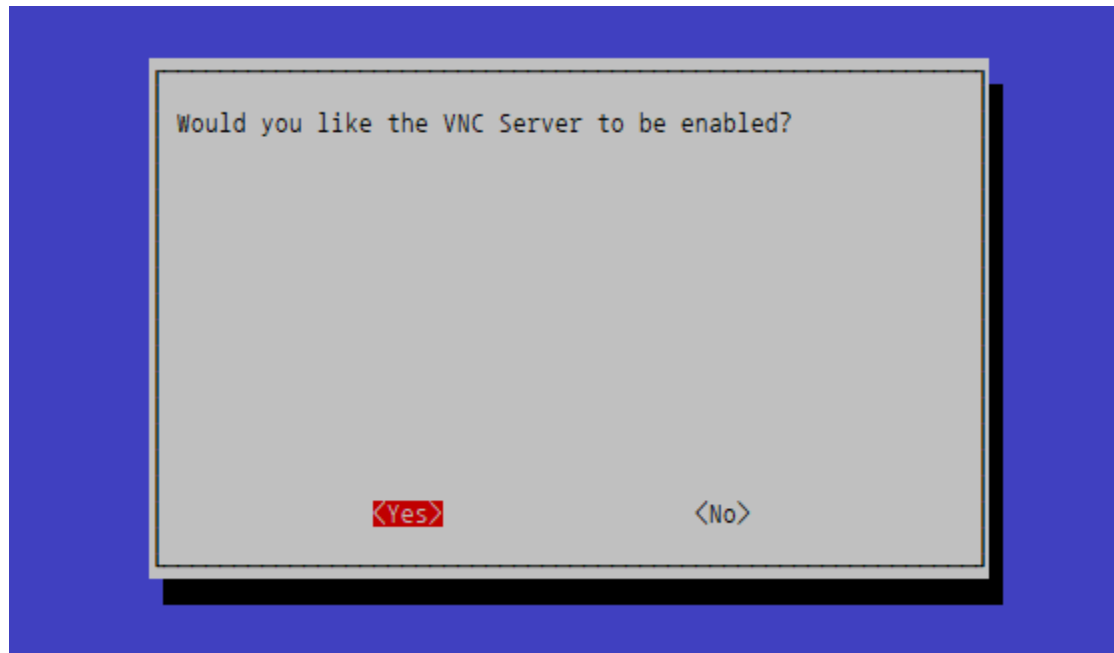 Would you like the VNC Server to be enabled?
<Yes> <No>